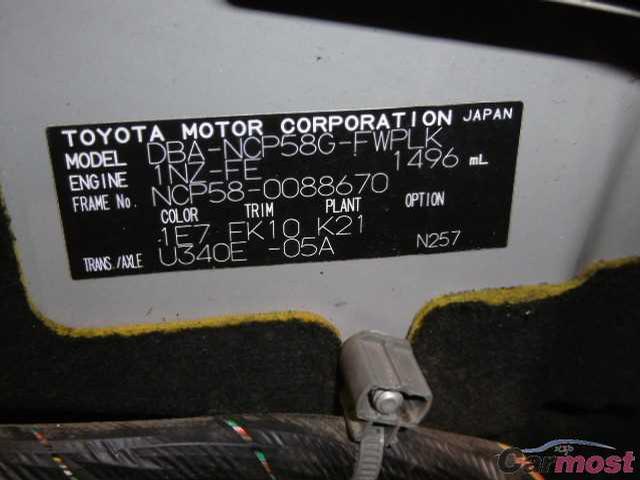 TOYOTA MOTOR CORPORATION JAPAN
MODEL DBA-NCP58G-FWPLK
ENGINE 1NZ-FE 1496 mL
FRAME No. NCP58-0088670
COLOR TRIM PLANT OPTION
1E7 FK10 K21
TRANS./AXLE U340E -05A N257
Carmost